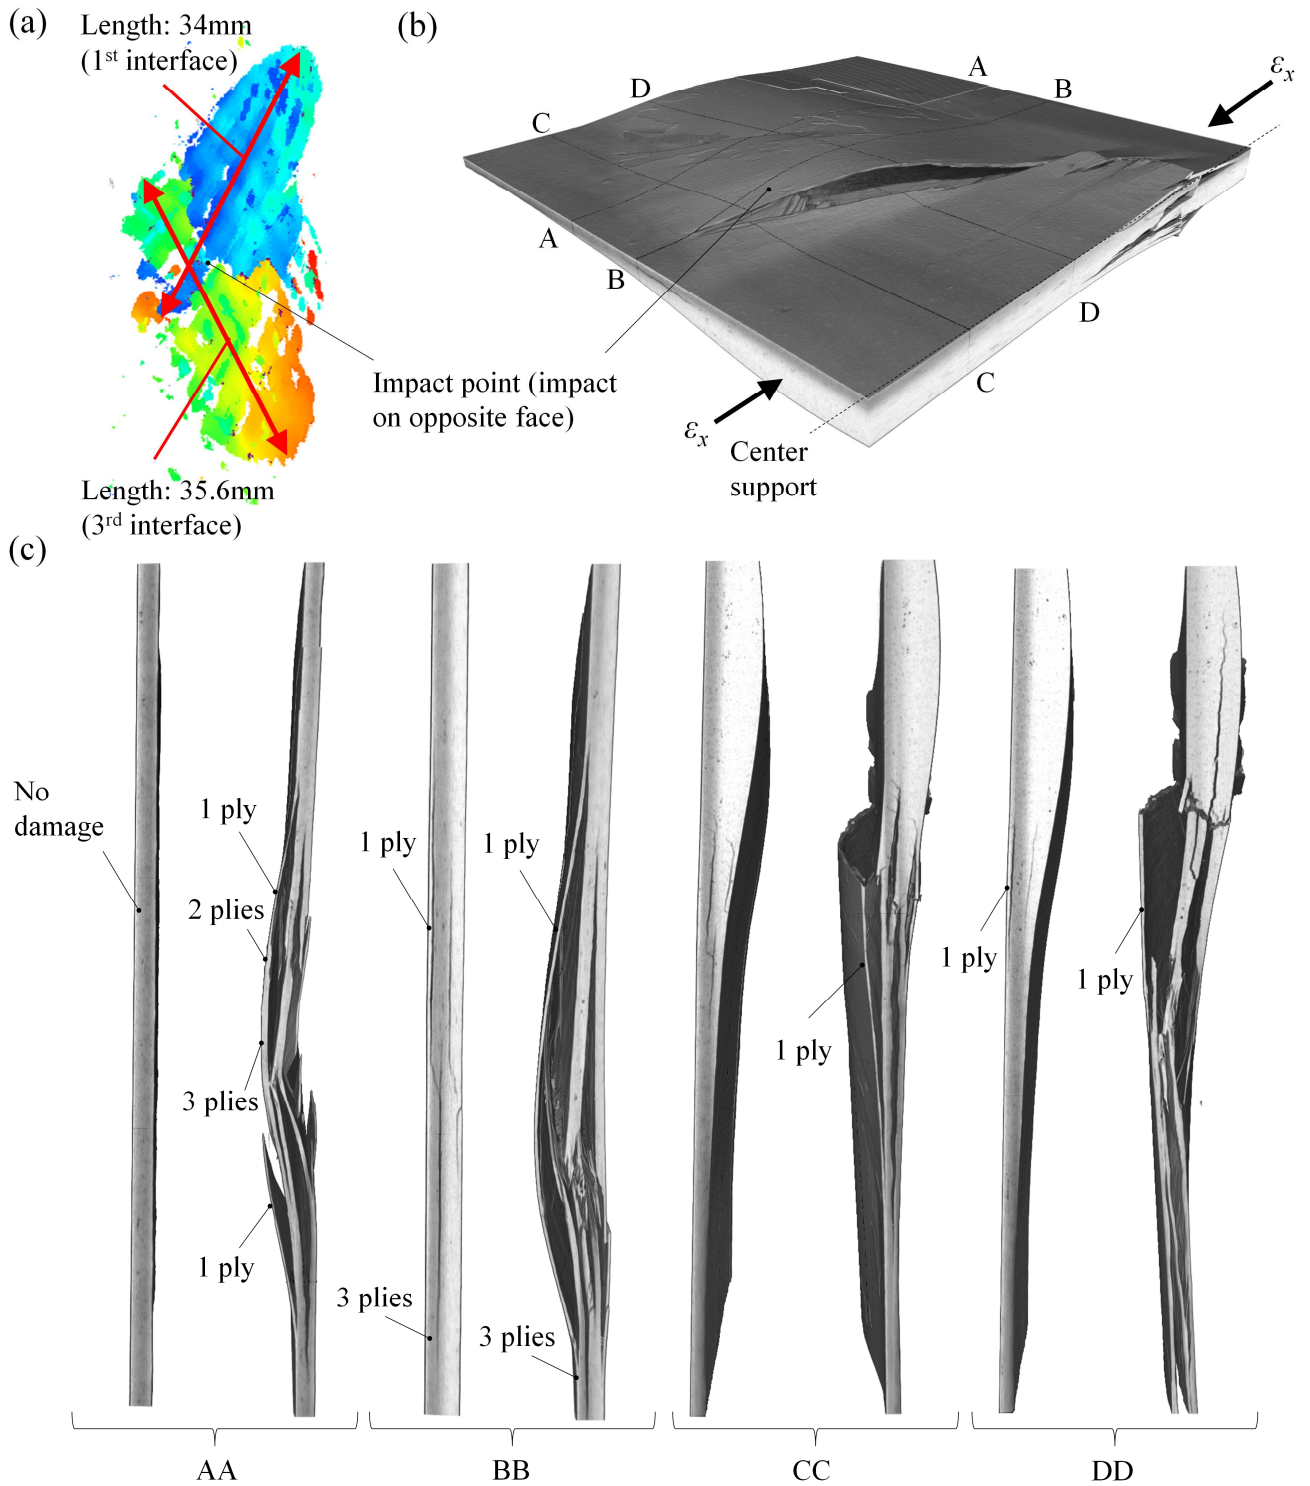 (a)
Length: 34mm
(1st interface)
Length: 35.6mm
(3rd interface)
Impact point (impact
on opposite face)
(b)
A
B
D
C
A
B
D
C
εx
εx
Center
support
(c)
No
damage
1 ply
2 plies
3 plies
1 ply
1 ply
3 plies
1 ply
3 plies
1 ply
1 ply
1 ply
AA
BB
CC
DD